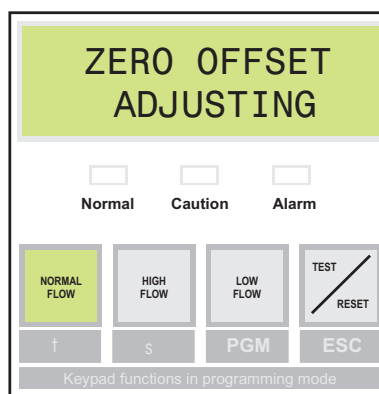 ZERO OFFSET
ADJUSTING
Normal Caution Alarm
NORMAL FLOW HIGH FLOW LOW FLOW TEST RESET
† s PGM ESC
Keypad functions in programming mode